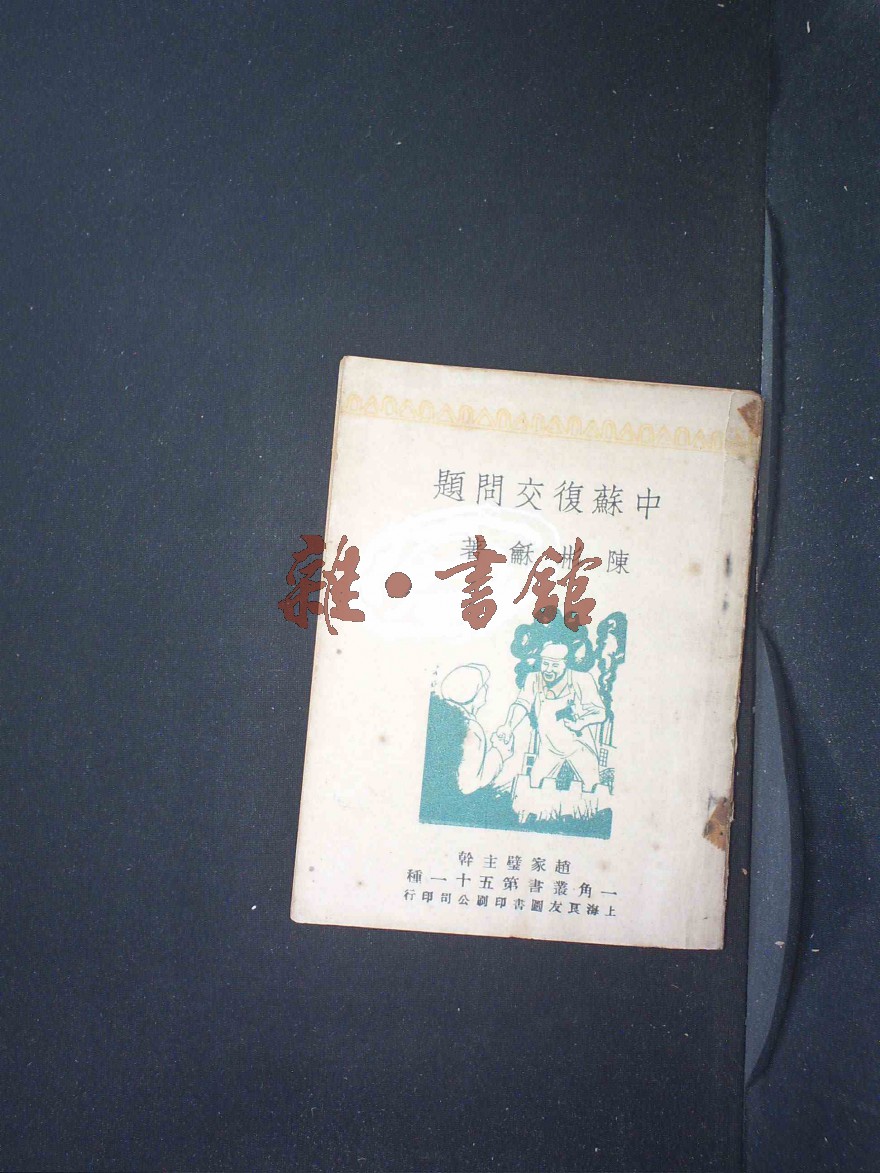 中蘇復交問題
陳彬龢著
雜·書館
趙家璧主幹
一角叢書第五十一種
上海良友圖書印刷公司印行